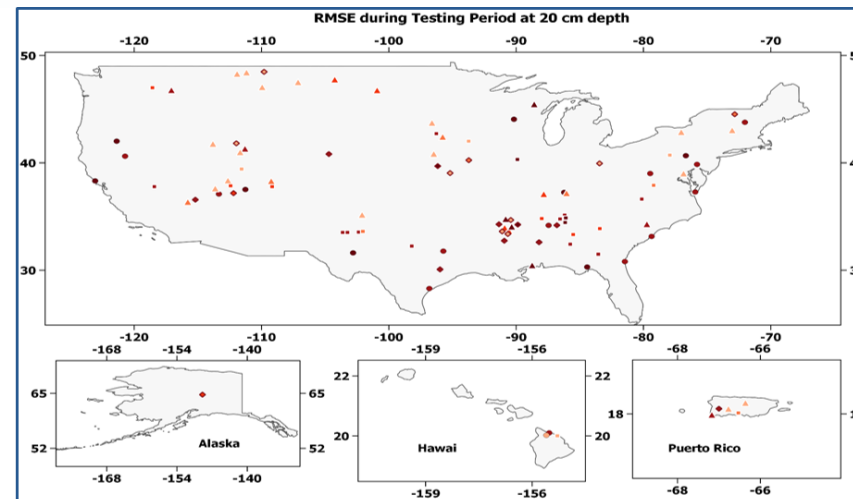 RMSE during Testing Period at 20 cm depth
-120 -110 -100 -90 -80 -70
50
40
30
-120 -110 -100 -90 -80 -70
-168 -154 -140 -159 -156 -68 -66
65 65 22 22
18
52 Alaska 52 20 Hawai 20 Puerto Rico
-168 -154 -140 -159 -156 -68 -66